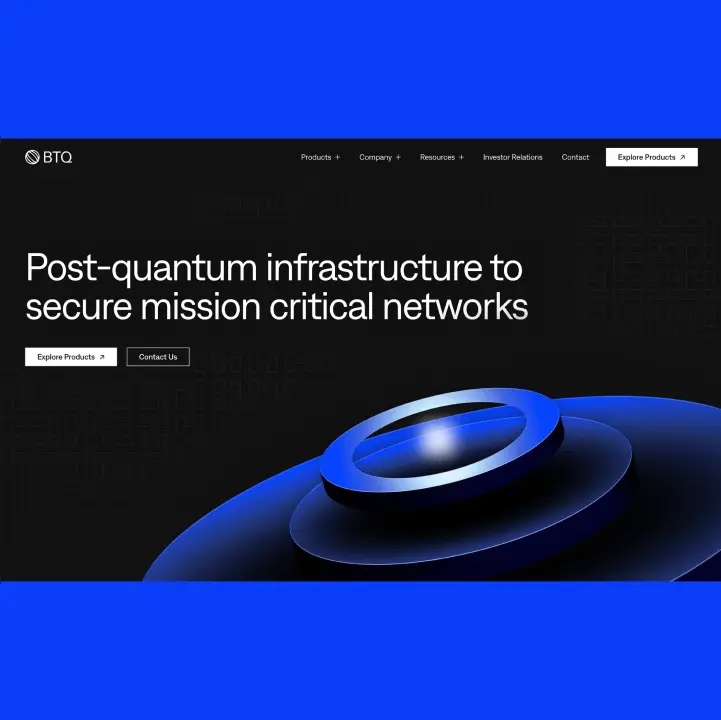 BTQ
Products +
Company +
Resources +
Investor Relations
Contact
Explore Products ↗
Post-quantum infrastructure to
secure mission critical networks
Explore Products ↗
Contact Us